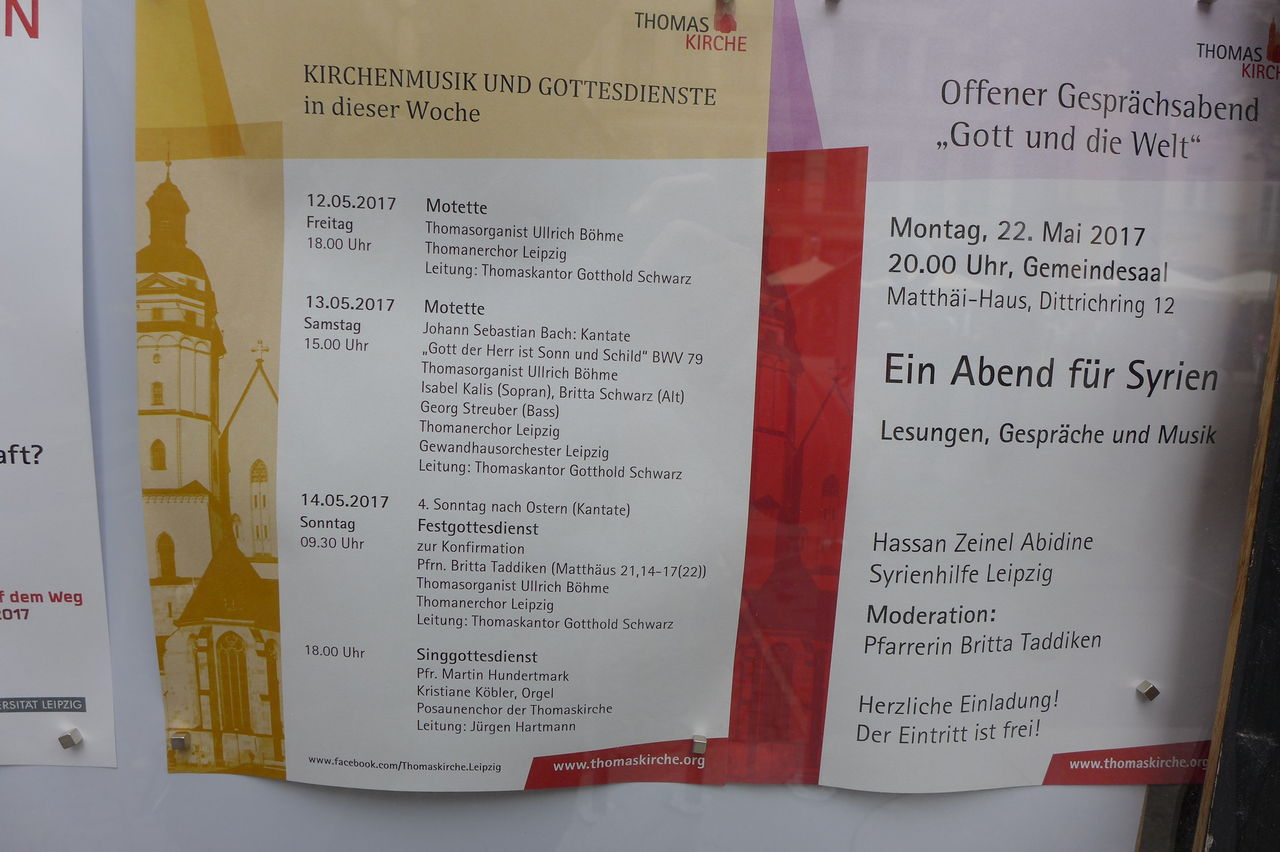 N
aft?
f dem Weg
2017
ERSITÄT LEIPZIG
THOMAS
KIRCHE
KIRCHENMUSIK UND GOTTESDIENSTE
in dieser Woche
12.05.2017
Freitag
18.00 Uhr
Motette
Thomasorganist Ullrich Böhme
Thomanerchor Leipzig
Leitung: Thomaskantor Gotthold Schwarz
13.05.2017
Samstag
15.00 Uhr
Motette
Johann Sebastian Bach: Kantate
„Gott der Herr ist Sonn und Schild“ BWV 79
Thomasorganist Ullrich Böhme
Isabel Kalis (Sopran), Britta Schwarz (Alt)
Georg Streuber (Bass)
Thomanerchor Leipzig
Gewandhausorchester Leipzig
Leitung: Thomaskantor Gotthold Schwarz
14.05.2017
Sonntag
09.30 Uhr
4. Sonntag nach Ostern (Kantate)
Festgottesdienst
zur Konfirmation
Pfrn. Britta Taddiken (Matthäus 21,14-17(22))
Thomasorganist Ullrich Böhme
Thomanerchor Leipzig
Leitung: Thomaskantor Gotthold Schwarz
18.00 Uhr
Singgottesdienst
Pfr. Martin Hundertmark
Kristiane Köbler, Orgel
Posaunenchor der Thomaskirche
Leitung: Jürgen Hartmann
www.facebook.com/Thomaskirche.Leipzig
www.thomaskirche.org
THOMAS
KIRCH
Offener Gesprächsabend
„Gott und die Welt“
Montag, 22. Mai 2017
20.00 Uhr, Gemeindesaal
Matthäi-Haus, Dittrichring 12
Ein Abend für Syrien
Lesungen, Gespräche und Musik
Hassan Zeinel Abidine
Syrienhilfe Leipzig
Moderation:
Pfarrerin Britta Taddiken
Herzliche Einladung!
Der Eintritt ist frei!
www.thomaskirche.org